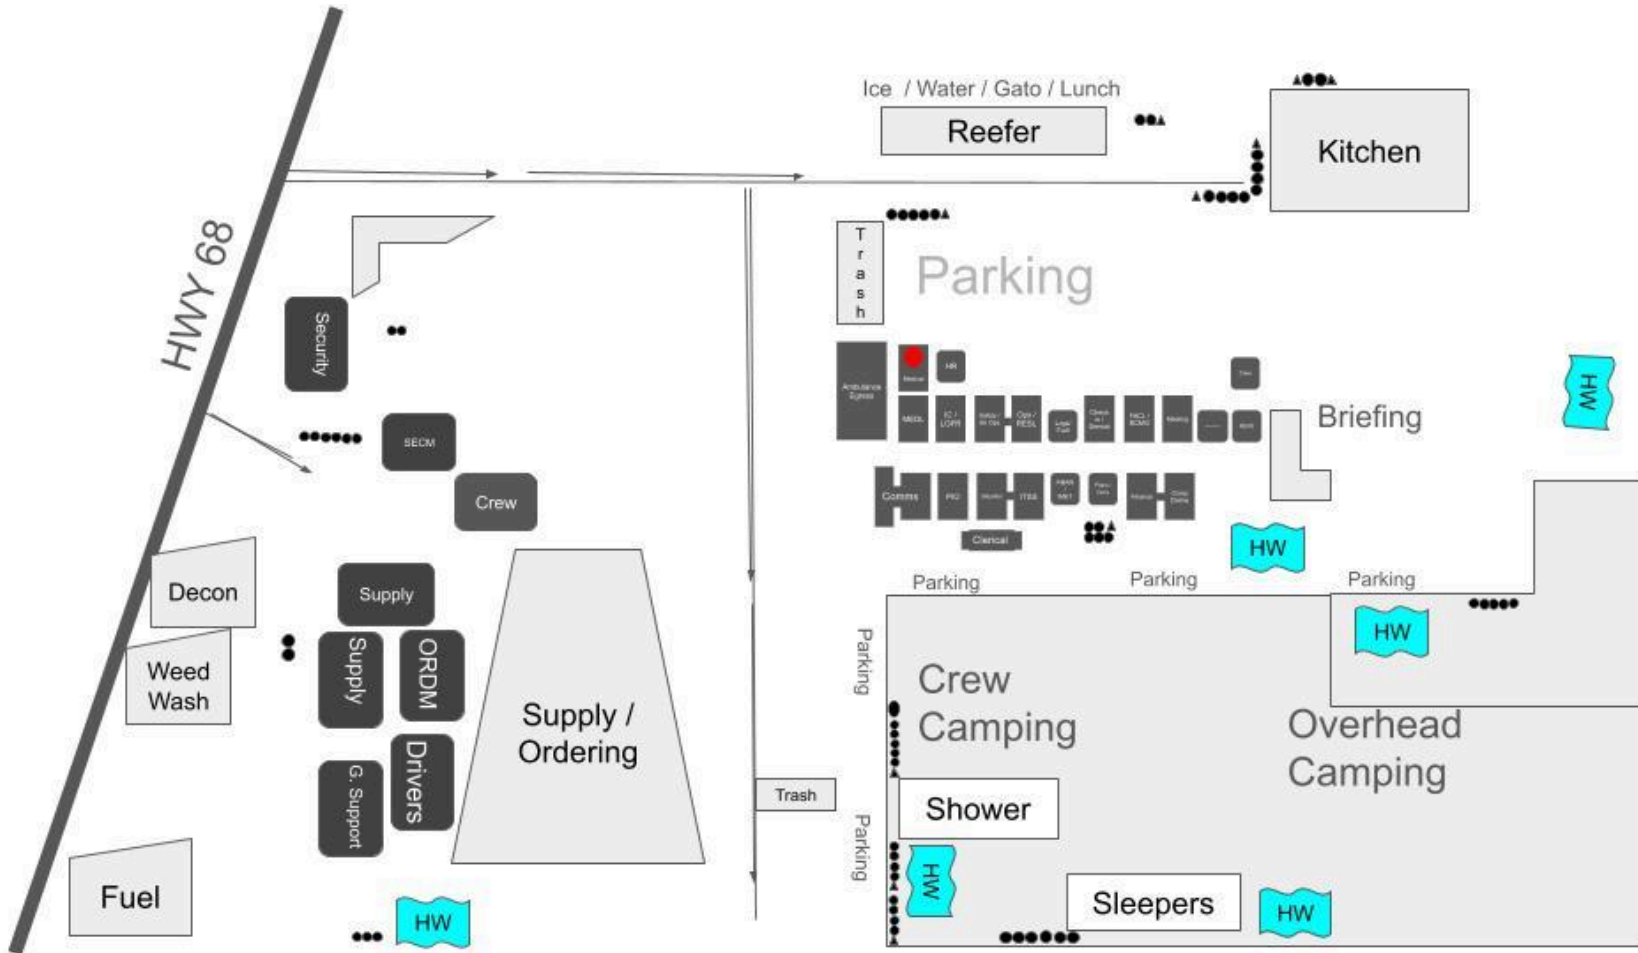 Ice / Water / Gato / Lunch
Reefer
Kitchen
HWY 68
Trash
Parking
Security
Ambulance
Egress
HR
HW
Briefing
SECM
MEDL
IC /
LOFR
Ops /
RESL
Crew
Comms
PIO
ITSS
Clerical
HW
Decon
Supply
Parking
Parking
Parking
HW
Weed
Wash
Supply
ORDM
Parking
Crew
Camping
Supply /
Ordering
Overhead
Camping
Drivers
G. Support
Trash
Shower
Parking
Fuel
HW
Sleepers
HW
HW